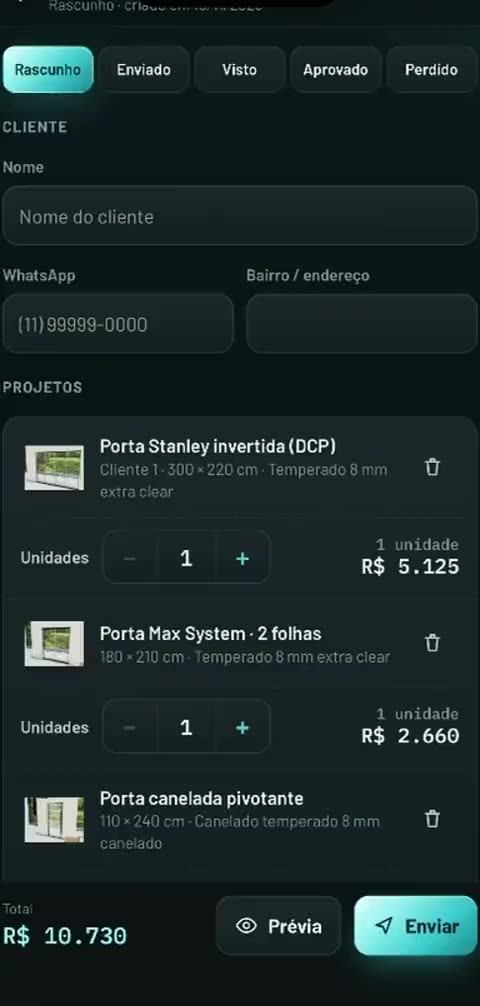 Rascunho
Rascunho
Enviado
Visto
Aprovado
Perdido
CLIENTE
Nome
Nome do cliente
WhatsApp
Bairro / endereço
(11) 99999-0000
PROJETOS
Porta Stanley invertida (DCP)
Cliente 1 · 300 × 220 cm · Temperado 8 mm
extra clear
Unidades
−
1
+
1 unidade
R$ 5.125
Porta Max System · 2 folhas
180 × 210 cm · Temperado 8 mm extra clear
Unidades
−
1
+
1 unidade
R$ 2.660
Porta canelada pivotante
110 × 240 cm · Canelado temperado 8 mm
canelado
Total
R$ 10.730
Prévia
Enviar